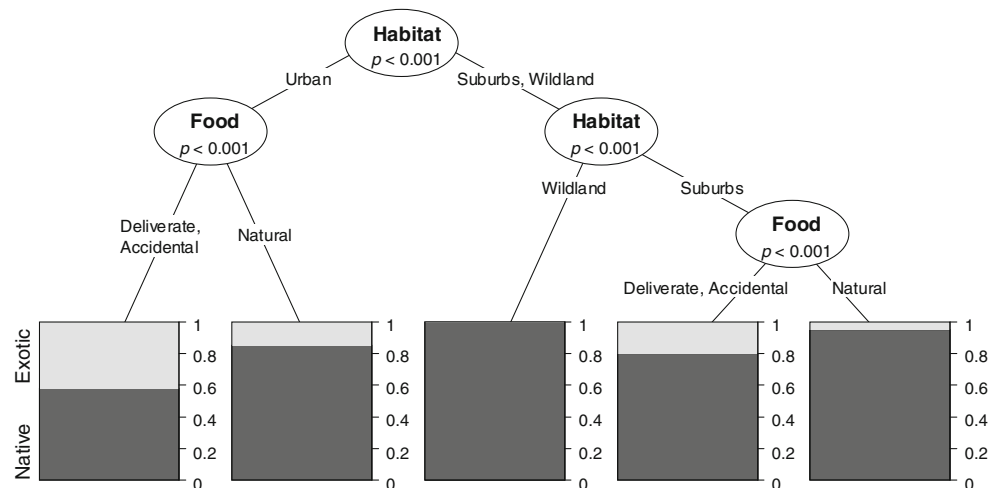 Habitat
p < 0.001
Urban
Suburbs, Wildland
Food
p < 0.001
Habitat
p < 0.001
Wildland
Suburbs
Deliverate,
Accidental
Natural
Food
p < 0.001
Deliverate, Accidental
Natural
Exotic
Native
1
0.8
0.6
0.4
0.2
0
1
0.8
0.6
0.4
0.2
0
1
0.8
0.6
0.4
0.2
0
1
0.8
0.6
0.4
0.2
0
1
0.8
0.6
0.4
0.2
0